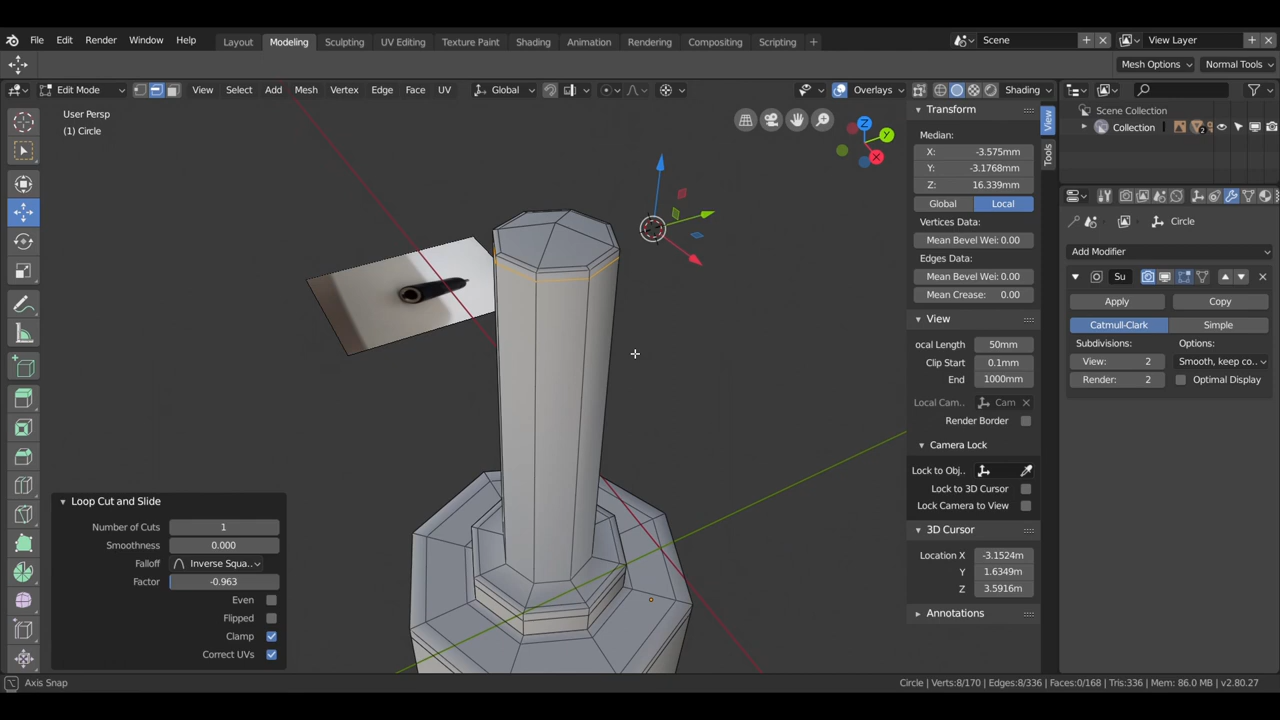 File Edit Render Window Help Layout Modeling Sculpting UV Editing Texture Paint Shading Animation Rendering Compositing Scripting + Scene View Layer
Mesh Options Normal Tools
Edit Mode View Select Add Mesh Vertex Edge Face UV Global Overlays Shading
User Persp
(1) Circle
Z
Y
X
Transform
Median:
X: -3.575mm
Y: -3.1768mm
Z: 16.339mm
Global Local
Vertices Data:
Mean Bevel Wei: 0.00
Edges Data:
Mean Bevel Wei: 0.00
Mean Crease: 0.00
View
ocal Length 50mm
Clip Start 0.1mm
End 1000mm
Local Cam.. Cam
Render Border
Camera Lock
Lock to Obj..
Lock to 3D Cursor
Lock Camera to View
3D Cursor
Location X -3.1524m
Y 1.6349m
Z 3.5916m
Annotations
View
Tools
Scene Collection
Collection 2
Circle
Add Modifier
Su
Apply Copy
Catmull-Clark Simple
Subdivisions: Options:
View: 2 Smooth, keep co..
Render: 2 Optimal Display
Loop Cut and Slide
Number of Cuts 1
Smoothness 0.000
Falloff Inverse Squa..
Factor -0.963
Even
Flipped
Clamp
Correct UVs
Axis Snap
Circle | Verts:8/170 | Edges:8/336 | Faces:0/168 | Tris:336 | Mem: 86.0 MB | v2.80.27